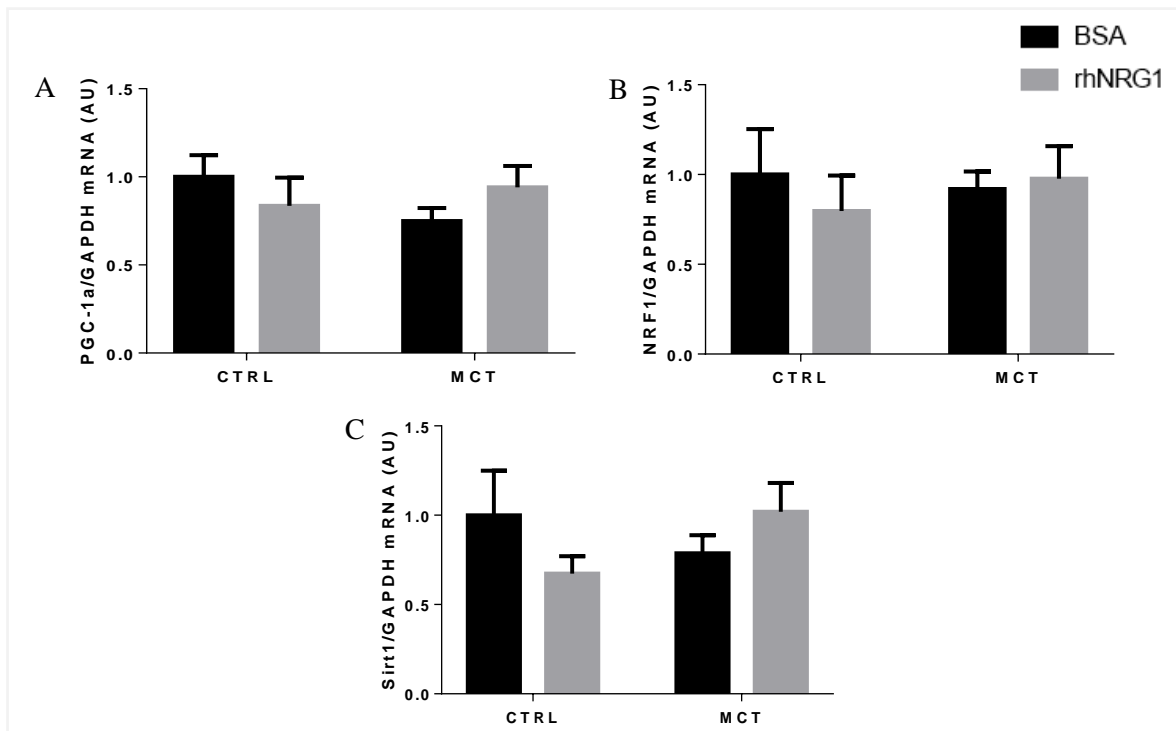 BSA
rhNRG1
A
PGC-1a/GAPDH mRNA (AU)
1.5
1.0
0.5
0.0
CTRL MCT
B
NRF1/GAPDH mRNA (AU)
1.5
1.0
0.5
0.0
CTRL MCT
C
Sirt1/GAPDH mRNA (AU)
1.5
1.0
0.5
0.0
CTRL MCT